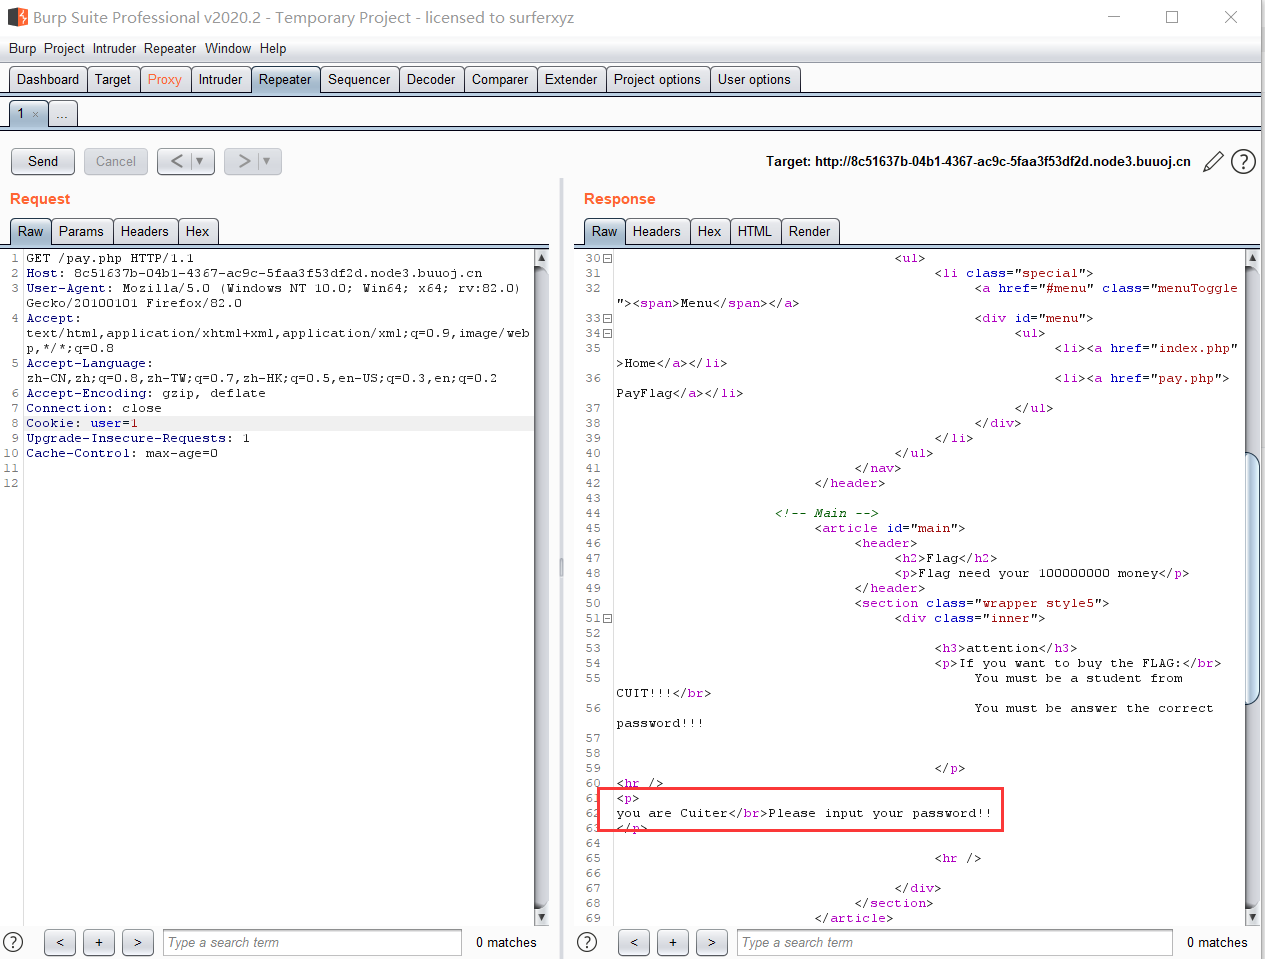 Burp Suite Professional v2020.2 - Temporary Project - licensed to surferxyz
Burp Project Intruder Repeater Window Help
Dashboard Target Proxy Intruder Repeater Sequencer Decoder Comparer Extender Project options User options
1 × ...
Send Cancel < > Target: http://8c51637b-04b1-4367-ac9c-5faa3f53df2d.node3.buuoj.cn ?
Request
Raw Params Headers Hex
1 GET /pay.php HTTP/1.1
2 Host: 8c51637b-04b1-4367-ac9c-5faa3f53df2d.node3.buuoj.cn
3 User-Agent: Mozilla/5.0 (Windows NT 10.0; Win64; x64; rv:82.0)
Gecko/20100101 Firefox/82.0
4 Accept:
text/html,application/xhtml+xml,application/xml;q=0.9,image/web
p,*/*;q=0.8
5 Accept-Language:
zh-CN,zh;q=0.8,zh-TW;q=0.7,zh-HK;q=0.5,en-US;q=0.3,en;q=0.2
6 Accept-Encoding: gzip, deflate
7 Connection: close
8 Cookie: user=1
9 Upgrade-Insecure-Requests: 1
10 Cache-Control: max-age=0
11
12
? < + > Type a search term 0 matches
Response
Raw Headers Hex HTML Render
30 <ul>
31 <li class="special">
32 <a href="#menu" class="menuToggle
"><span>Menu</span></a>
33 <div id="menu">
34 <ul>
35 <li><a href="index.php"
>Home</a></li>
36 <li><a href="pay.php">
PayFlag</a></li>
37 </ul>
38 </div>
39 </li>
40 </ul>
41 </nav>
42 </header>
43
44 <!-- Main -->
45 <article id="main">
46 <header>
47 <h2>Flag</h2>
48 <p>Flag need your 100000000 money</p>
49 </header>
50 <section class="wrapper style5">
51 <div class="inner">
52
53 <h3>attention</h3>
54 <p>If you want to buy the FLAG:</br>
55 You must be a student from
CUIT!!!</br>
56 You must be answer the correct
password!!!
57
58
59 </p>
60 <hr />
61 <p>
62 you are Cuiter</br>Please input your password!!
63 </p>
64
65 <hr />
66
67 </div>
68 </section>
69 </article>
? < + > Type a search term 0 matches